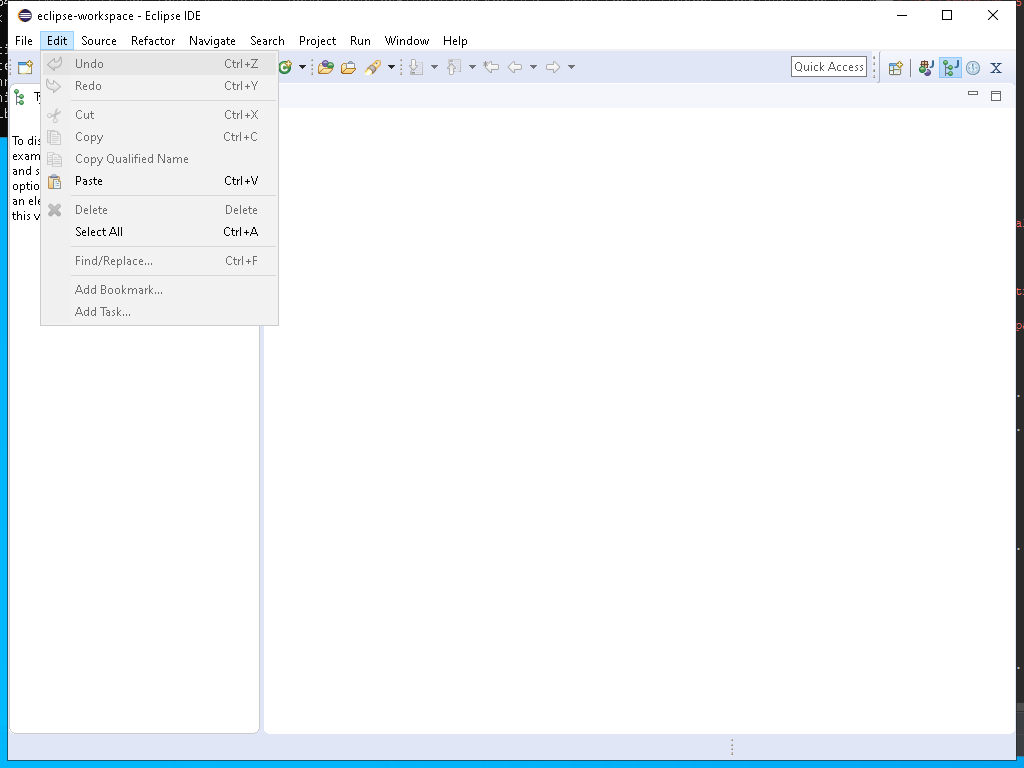 eclipse-workspace - Eclipse IDE
File Edit Source Refactor Navigate Search Project Run Window Help
Undo Ctrl+Z
Quick Access
Redo Ctrl+Y
Cut Ctrl+X
Copy Ctrl+C
Copy Qualified Name
Paste Ctrl+V
Delete Delete
Select All Ctrl+A
Find/Replace... Ctrl+F
Add Bookmark...
Add Task...
To dis
exam
and s
optio
an ele
this v